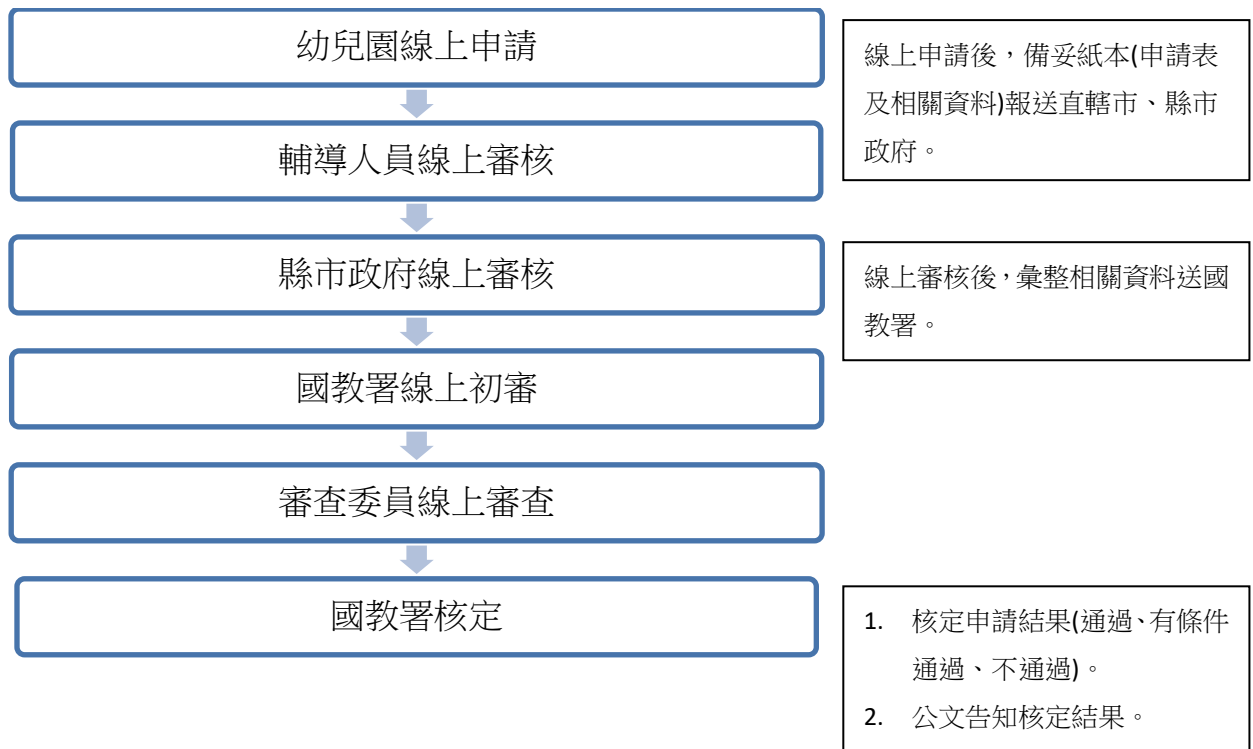 幼兒園線上申請
線上申請後，備妥紙本(申請表
及相關資料)報送直轄市、縣市
政府。
輔導人員線上審核
縣市政府線上審核
線上審核後，彙整相關資料送國
教署。
國教署線上初審
審查委員線上審查
國教署核定
1. 核定申請結果(通過、有條件
通過、不通過)。
2. 公文告知核定結果。